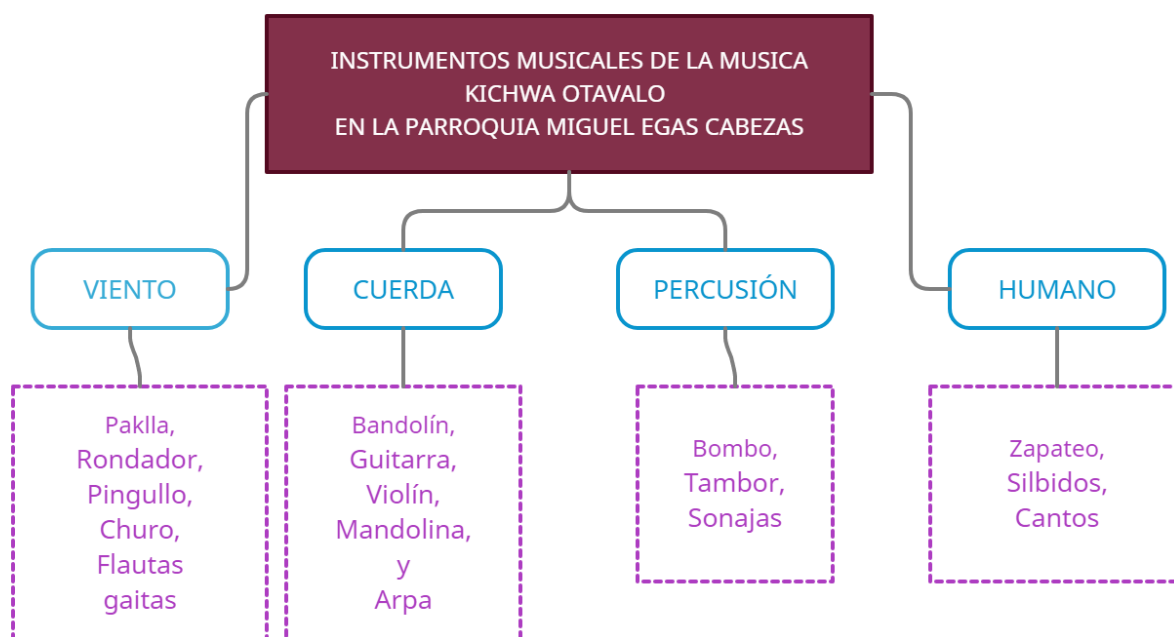 INSTRUMENTOS MUSICALES DE LA MUSICA
KICHWA OTAVALO
EN LA PARROQUIA MIGUEL EGAS CABEZAS
VIENTO
CUERDA
PERCUSIÓN
HUMANO
Paklla,
Rondador,
Pingullo,
Churo,
Flautas
gaitas
Bandolín,
Guitarra,
Violín,
Mandolina,
y
Arpa
Bombo,
Tambor,
Sonajas
Zapateo,
Silbidos,
Cantos